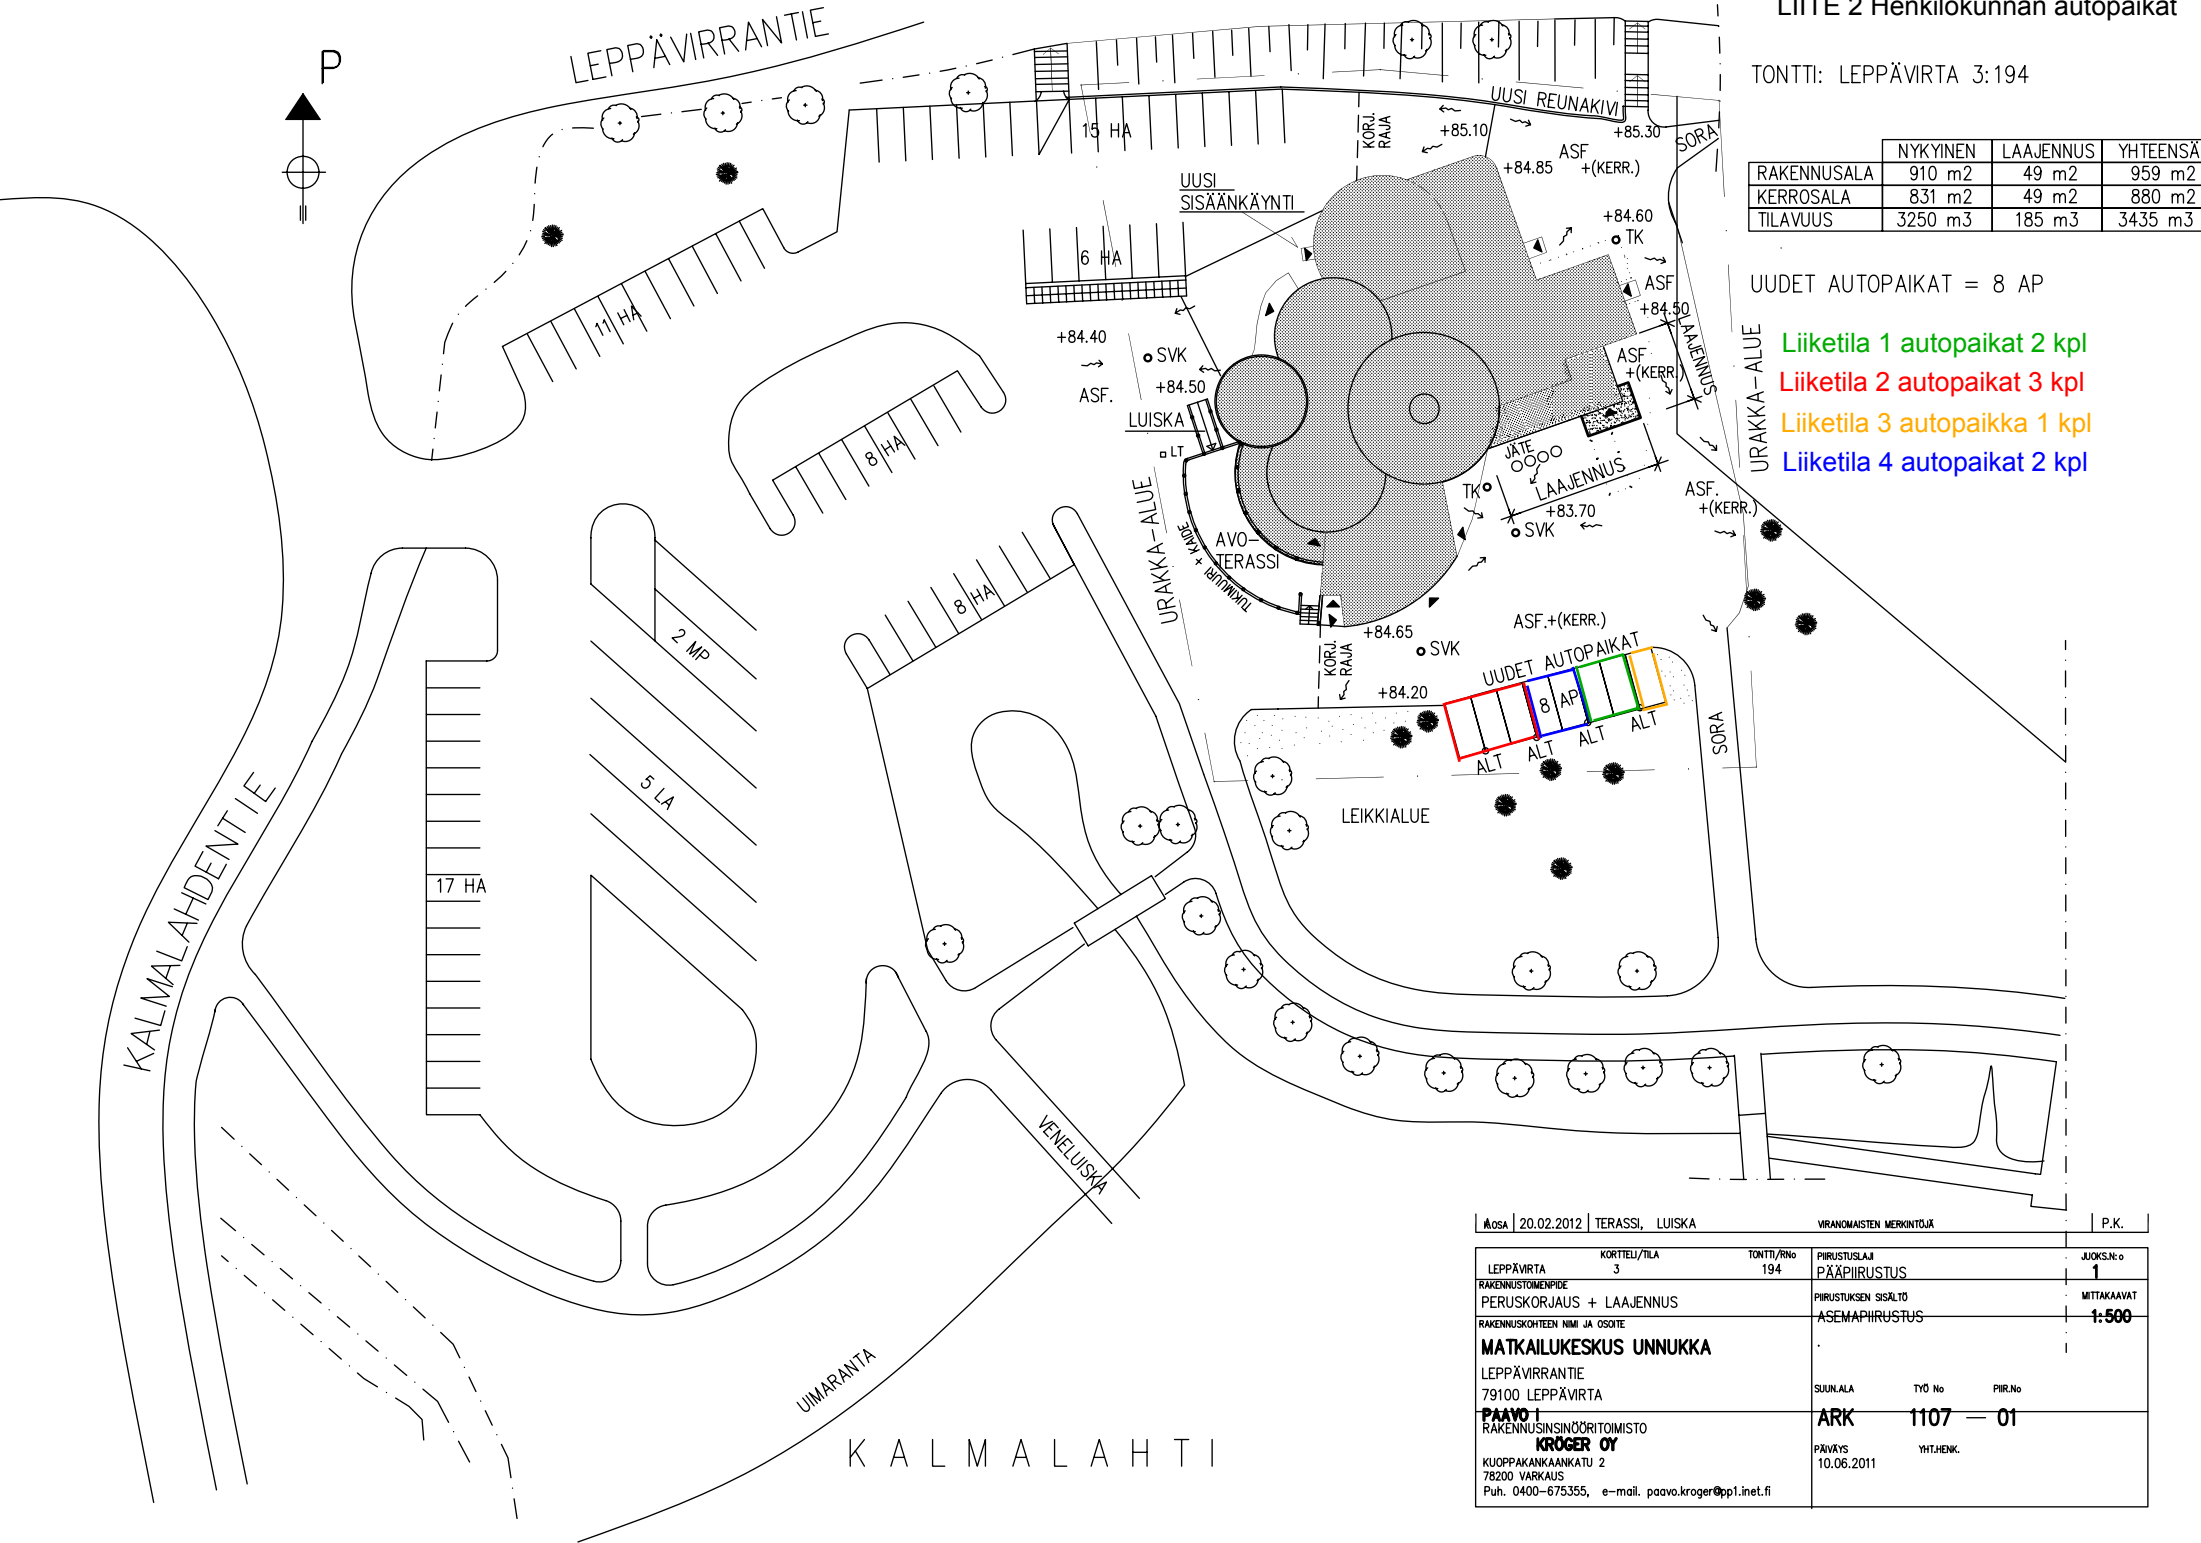 LIITE 2 Henkilökunnan autopaikat
TONTTI: LEPPÄVIRTA 3:194
NYKYINEN LAAJENNUS YHTEENSÄ
RAKENNUSALA 910 m2 49 m2 959 m2
KERROSALA 831 m2 49 m2 880 m2
TILAVUUS 3250 m3 185 m3 3435 m3
UUDET AUTOPAIKAT = 8 AP
Liiketila 1 autopaikat 2 kpl
Liiketila 2 autopaikat 3 kpl
Liiketila 3 autopaikka 1 kpl
Liiketila 4 autopaikat 2 kpl
P
LEPPÄVIRRANTIE
15 HA
KORJ.
RAJA
UUSI REUNAKIVI
+85.10
+85.30
SORA
ASF
+(KERR.)
+84.85
UUSI
SISÄÄNKÄYNTI
+84.60
TK
6 HA
11 HA
ASF
+84.50
LAAJENNUS
+84.40
SVK
ASF.
+84.50
ASF
+(KERR.)
URAKKA-ALUE
LUISKA
LT
8 HA
JÄTE
LAAJENNUS
TK
+83.70
SVK
ASF.
+(KERR.)
URAKKA-ALUE
AVO-
TERASSI
TUKIMUURI + KAIDE
8 HA
2 MP
ASF.+(KERR.)
+84.65
SVK
KORJ.
RAJA
UUDET AUTOPAIKAT
+84.20
8 AP
ALT
ALT
ALT
ALT
SORA
5 LA
LEIKKIALUE
KALMALAHDENTIE
17 HA
VENELUISKA
UIMARANTA
KALMALAHTI
20.02.2012 TERASSI, LUISKA VIRANOMAISTEN MERKINTÖJÄ P.K.
KORTTELI/TILA TONTTI/RNo PIIRUSTUSLAJI JUOKS.N:o
LEPPÄVIRTA 3 194 PÄÄPIIRUSTUS 1
RAKENNUSTOIMENPIDE
PERUSKORJAUS + LAAJENNUS
PIIRUSTUKSEN SISÄLTÖ MITTAKAAVAT
ASEMAPIIRUSTUS 1:500
RAKENNUSKOHTEEN NIMI JA OSOITE
MATKAILUKESKUS UNNUKKA
LEPPÄVIRRANTIE
79100 LEPPÄVIRTA
SUUN.ALA TYÖ No PIIR.No
ARK 1107 — 01
PAAVO I
RAKENNUSINSINÖÖRITOIMISTO
KRÖGER OY
KUOPPAKANKAANKATU 2
78200 VARKAUS
Puh. 0400-675355, e-mail. paavo.kroger@pp1.inet.fi
PÄIVÄYS YHT.HENK.
10.06.2011